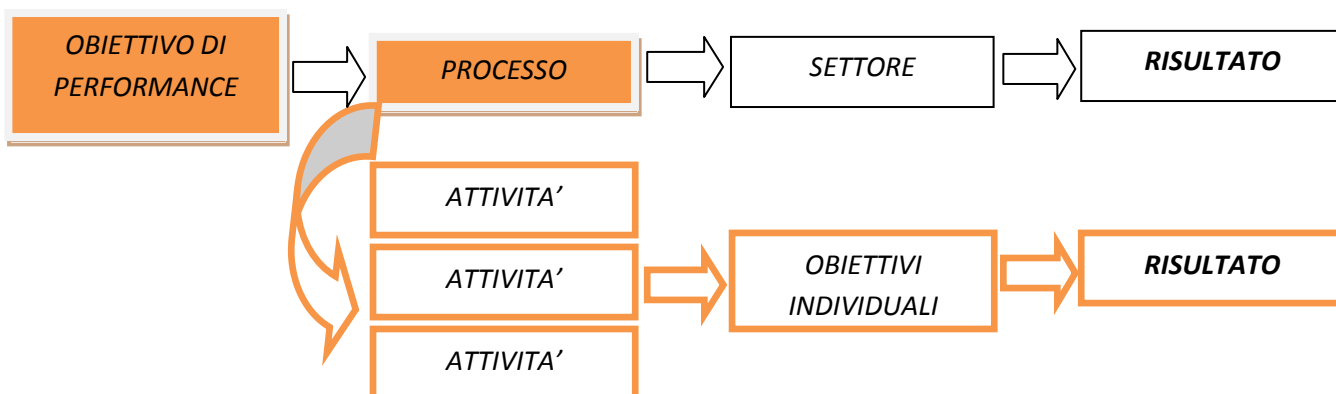 OBIETTIVO DI
PERFORMANCE
PROCESSO
SETTORE
RISULTATO
ATTIVITA’
ATTIVITA’
OBIETTIVI
INDIVIDUALI
RISULTATO
ATTIVITA’